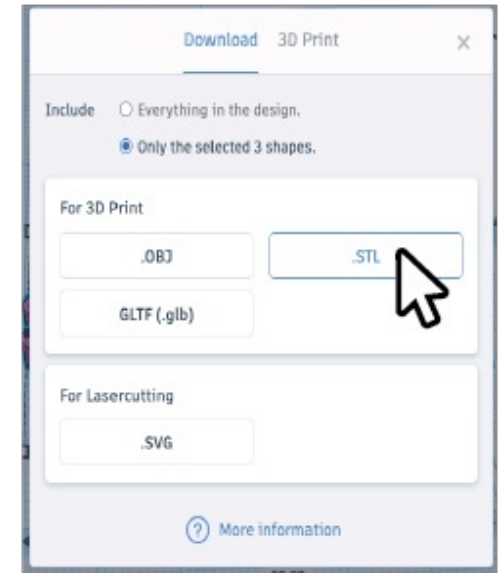 Download 3D Print
Include Everything in the design.
Only the selected 3 shapes.
For 3D Print
.OBJ .STL
GLTF (.glb)
For Lasercutting
.SVG
? More information